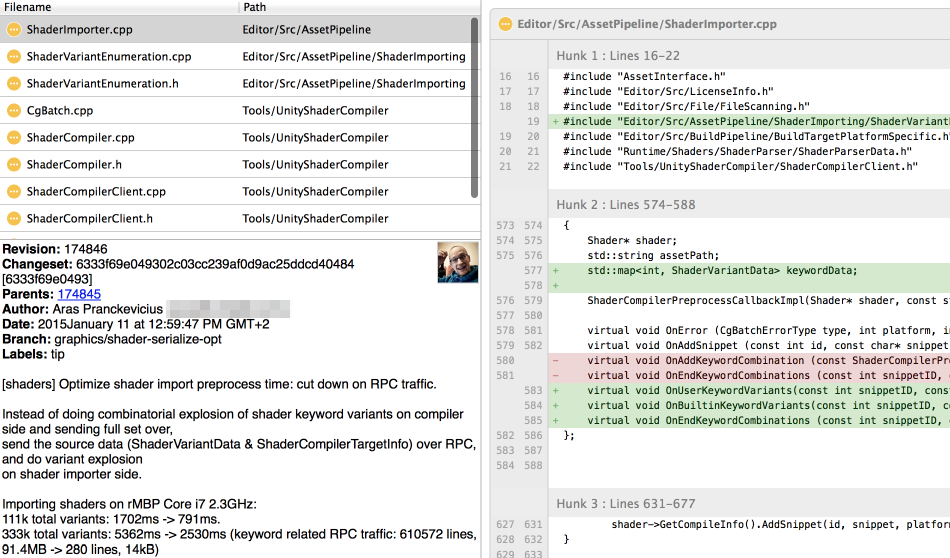 Filename Path
ShaderImporter.cpp Editor/Src/AssetPipeline
ShaderVariantEnumeration.cpp Editor/Src/AssetPipeline/ShaderImporting
ShaderVariantEnumeration.h Editor/Src/AssetPipeline/ShaderImporting
CgBatch.cpp Tools/UnityShaderCompiler
ShaderCompiler.cpp Tools/UnityShaderCompiler
ShaderCompiler.h Tools/UnityShaderCompiler
ShaderCompilerClient.cpp Tools/UnityShaderCompiler
ShaderCompilerClient.h Tools/UnityShaderCompiler
Revision: 174846
Changeset: 6333f69e049302c03cc239af0d9ac25ddcd40484
[6333f69e0493]
Parents: 174845
Author: Aras Pranckevicius
Date: 2015January 11 at 12:59:47 PM GMT+2
Branch: graphics/shader-serialize-opt
Labels: tip
[shaders] Optimize shader import preprocess time: cut down on RPC traffic.
Instead of doing combinatorial explosion of shader keyword variants on compiler
side and sending full set over,
send the source data (ShaderVariantData & ShaderCompilerTargetInfo) over RPC,
and do variant explosion
on shader importer side.
Importing shaders on rMBP Core i7 2.3GHz:
111k total variants: 1702ms -> 791ms.
333k total variants: 5362ms -> 2530ms (keyword related RPC traffic: 610572 lines,
91.4MB -> 280 lines, 14kB)
Editor/Src/AssetPipeline/ShaderImporter.cpp
Hunk 1 : Lines 16-22
16 16 #include "AssetInterface.h"
17 17 #include "Editor/Src/LicenseInfo.h"
18 18 #include "Editor/Src/File/FileScanning.h"
19 + #include "Editor/Src/AssetPipeline/ShaderImporting/ShaderVariant
19 20 #include "Editor/Src/BuildPipeline/BuildTargetPlatformSpecific.h"
20 21 #include "Runtime/Shaders/ShaderParser/ShaderParserData.h"
21 22 #include "Tools/UnityShaderCompiler/ShaderCompilerClient.h"
Hunk 2 : Lines 574-588
573 574 {
574 575 Shader* shader;
575 576 std::string assetPath;
577 + std::map<int, ShaderVariantData> keywordData;
578 +
576 579 ShaderCompilerPreprocessCallbackImpl(Shader* shader, const s
577 580
578 581 virtual void OnError (CgBatchErrorType type, int platform, in
579 582 virtual void OnAddSnippet (const int id, const char* snippet
580 - virtual void OnAddKeywordCombination (const ShaderCompilerPre
581 - virtual void OnEndKeywordCombinations (const int snippetID, c
583 + virtual void OnUserKeywordVariants(const int snippetID, cons
584 + virtual void OnBuiltinKeywordVariants(const int snippetID, c
585 + virtual void OnEndKeywordCombinations (const int snippetID, c
582 586 };
583 587
584 588
Hunk 3 : Lines 631-677
627 631 shader->GetCompileInfo().AddSnippet(id, snippet, platform
628 632 }
629 633